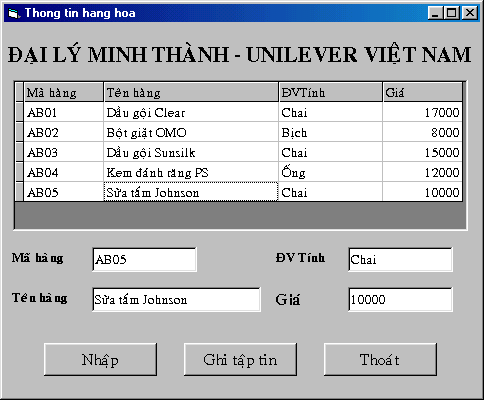 Thong tin hang hoa
ĐẠI LÝ MINH THÀNH - UNILEVER VIỆT NAM
Mã hàng Tên hàng ĐVTính Giá
AB01 Dầu gội Clear Chai 17000
AB02 Bột giặt OMO Bịch 8000
AB03 Dầu gội Sunsilk Chai 15000
AB04 Kem đánh răng PS Ống 12000
AB05 Sữa tắm Johnson Chai 10000
Mã hàng AB05 ĐV Tính Chai
Tên hàng Sữa tắm Johnson Giá 10000
Nhập Ghi tập tin Thoát